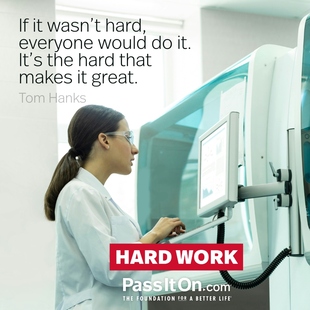 If it wasn’t hard,
everyone would do it.
It’s the hard that
makes it great.
Tom Hanks
HARD WORK
PassItOn.com
THE FOUNDATION FOR A BETTER LIFE®